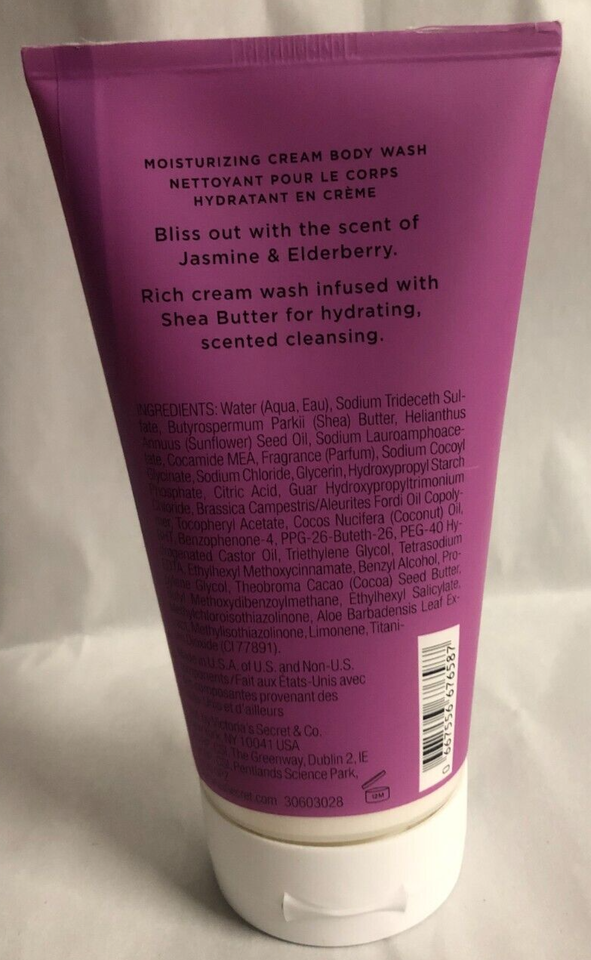 MOISTURIZING CREAM BODY WASH
NETTOYANT POUR LE CORPS
HYDRATANT EN CRÈME
Bliss out with the scent of
Jasmine & Elderberry.
Rich cream wash infused with
Shea Butter for hydrating,
scented cleansing.
INGREDIENTS: Water (Aqua, Eau), Sodium Trideceth Sul-
fate, Butyrospermum Parkii (Shea) Butter, Helianthus
Annuus (Sunflower) Seed Oil, Sodium Lauroamphoace-
tate, Cocamide MEA, Fragrance (Parfum), Sodium Cocoyl
Glycinate, Sodium Chloride, Glycerin, Hydroxypropyl Starch
Phosphate, Citric Acid, Guar Hydroxypropyltrimonium
Chloride, Brassica Campestris/Aleurites Fordi Oil Copoly-
mer, Tocopheryl Acetate, Cocos Nucifera (Coconut) Oil,
BHT, Benzophenone-4, PPG-26-Buteth-26, PEG-40 Hy-
drogenated Castor Oil, Triethylene Glycol, Tetrasodium
EDTA, Ethylhexyl Methoxycinnamate, Benzyl Alcohol, Pro-
pylene Glycol, Theobroma Cacao (Cocoa) Seed Butter,
Methoxydibenzoylmethane, Ethylhexyl Salicylate,
Methylchloroisothiazolinone, Aloe Barbadensis Leaf Ex-
Methylisothiazolinone, Limonene, Titani-
(CI 77891).
in U.S.A. of U.S. and Non-U.S.
/Fait aux États-Unis avec
composantes provenant des
et d'ailleurs
Victoria's Secret & Co.
NY 10041 USA
The Greenway, Dublin 2, IE
Pentlands Science Park,
30603028
12M
0 667556 676587